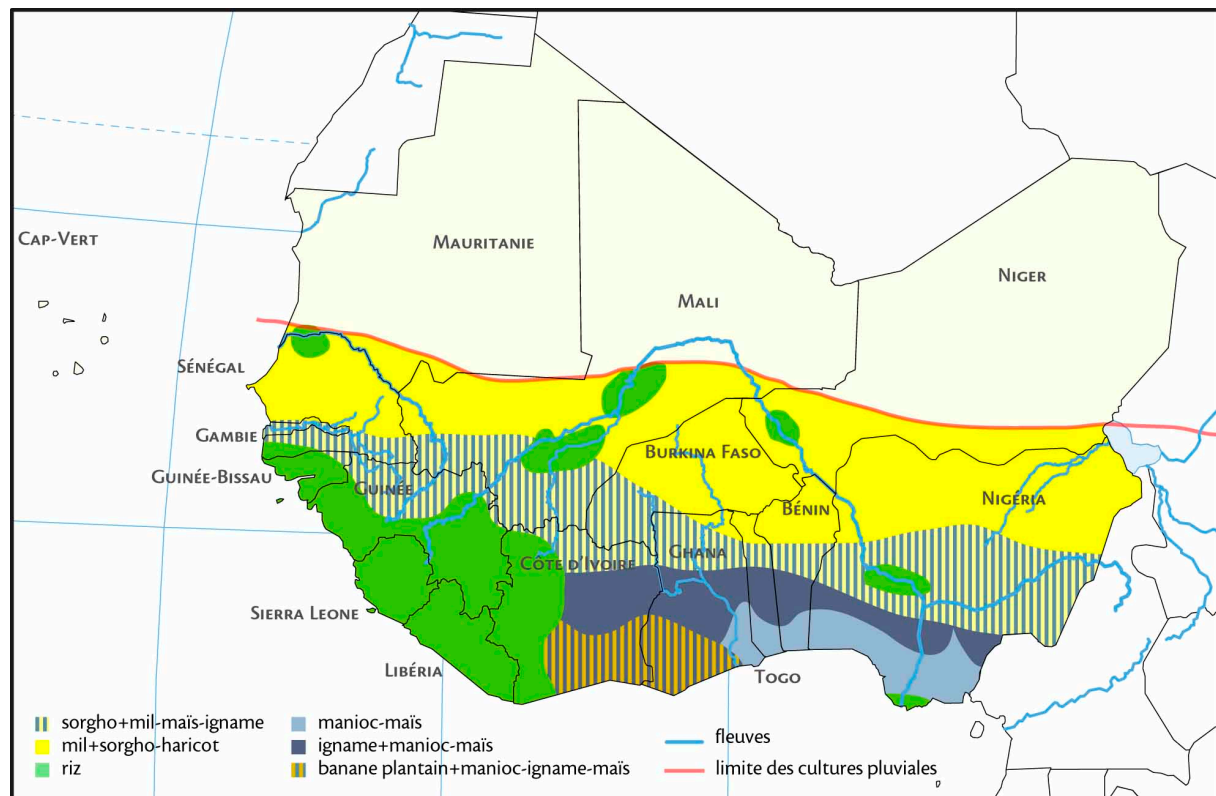 Cap-Vert
Mauritanie
Mali
Niger
Sénégal
Gambie
Guinée-Bissau
Guinée
Burkina Faso
Bénin
Nigéria
Ghana
Côte d'Ivoire
Sierra Leone
Libéria
Togo
sorgho+mil-maïs-igname
mil+sorgho-haricot
riz
manioc-maïs
igname+manioc-maïs
banane plantain+manioc-igname-maïs
fleuves
limite des cultures pluviales